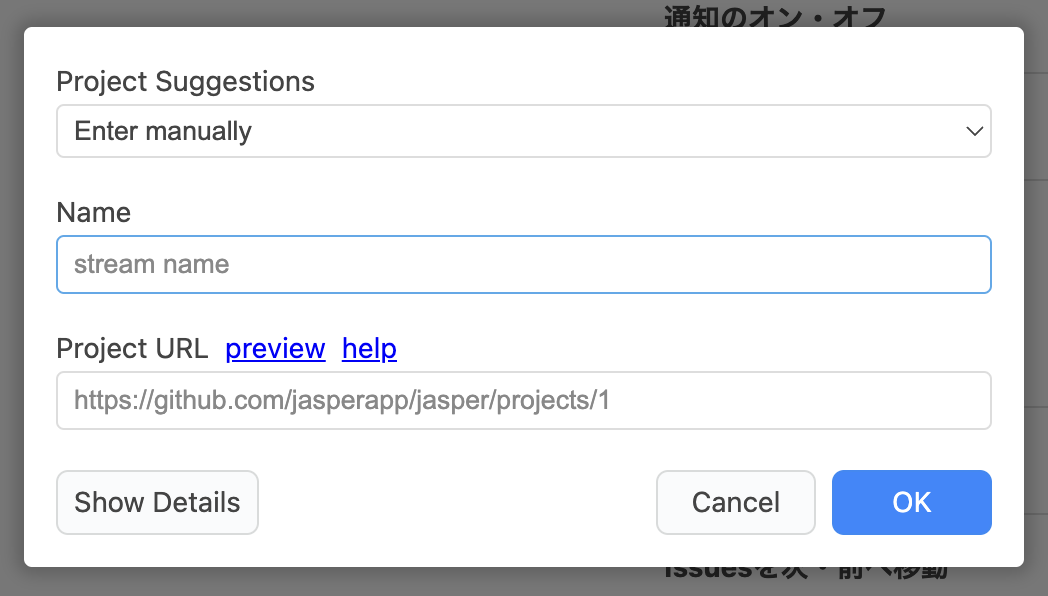 通知のオン・オフ
Project Suggestions
Enter manually
Name
stream name
Project URL preview help
https://github.com/jasperapp/jasper/projects/1
Show Details Cancel OK
Issuesを次・前へ移動